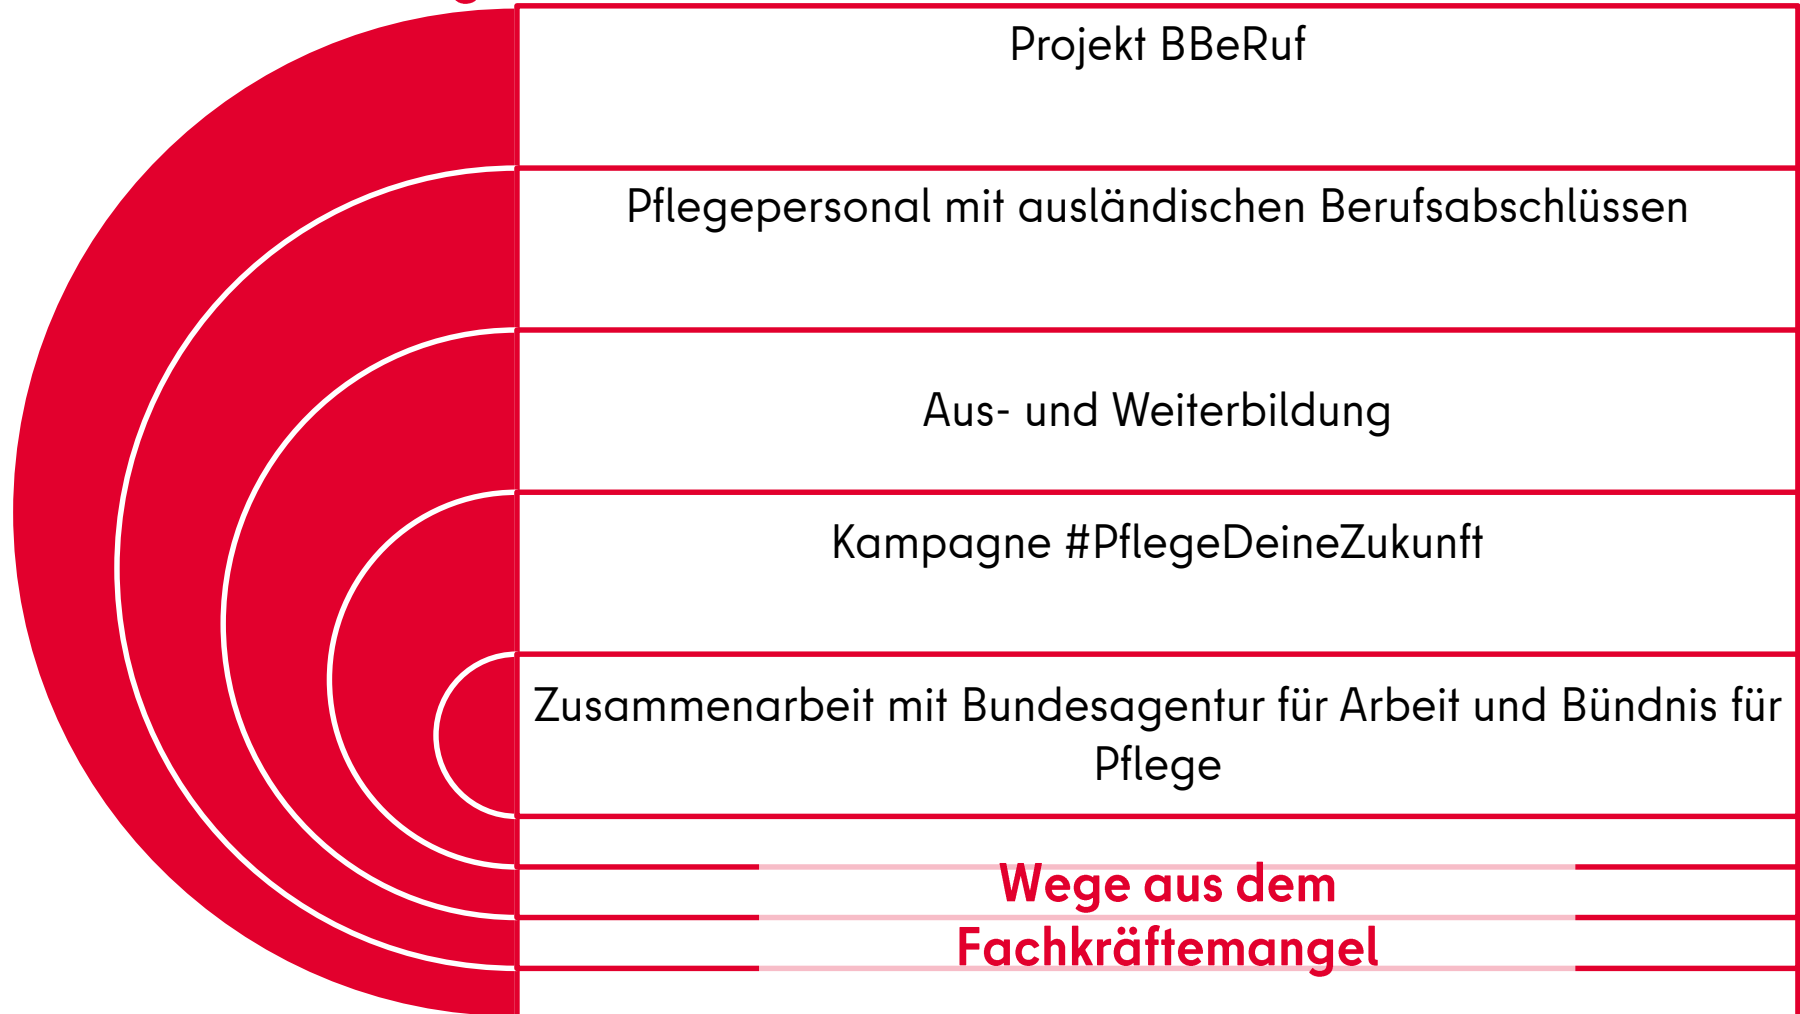 Projekt BBeRuf
Pflegepersonal mit ausländischen Berufsabschlüssen
Aus- und Weiterbildung
Kampagne #PflegeDeineZukunft
Zusammenarbeit mit Bundesagentur für Arbeit und Bündnis für
Pflege
Wege aus dem
Fachkräftemangel